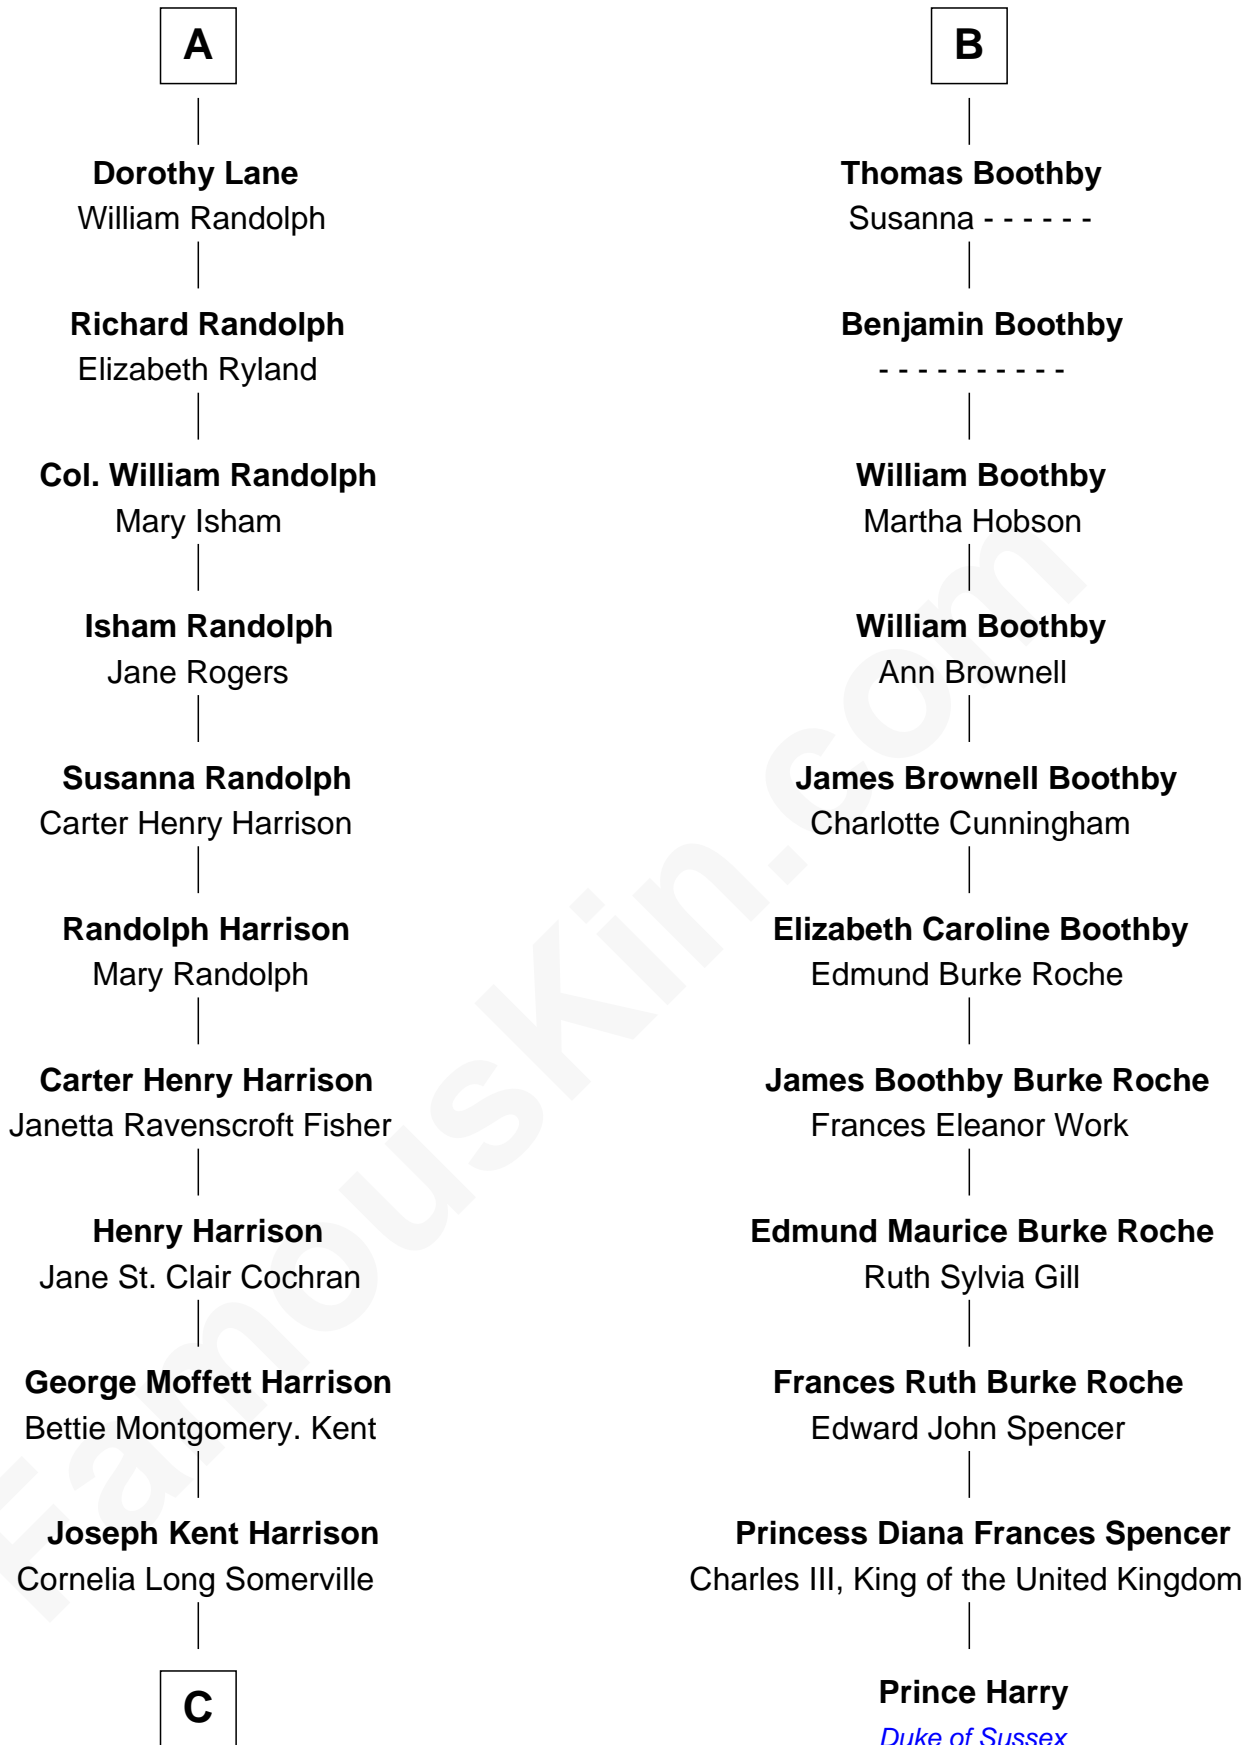 A
Dorothy Lane
William Randolph
Richard Randolph
Elizabeth Ryland
Col. William Randolph
Mary Isham
Isham Randolph
Jane Rogers
Susanna Randolph
Carter Henry Harrison
Randolph Harrison
Mary Randolph
Carter Henry Harrison
Janetta Ravenscroft Fisher
Henry Harrison
Jane St. Clair Cochran
George Moffett Harrison
Bettie Montgomery. Kent
Joseph Kent Harrison
Cornelia Long Somerville
C
B
Thomas Boothby
Susanna - - - - - -
Benjamin Boothby
- - - - - - - - - -
William Boothby
Martha Hobson
William Boothby
Ann Brownell
James Brownell Boothby
Charlotte Cunningham
Elizabeth Caroline Boothby
Edmund Burke Roche
James Boothby Burke Roche
Frances Eleanor Work
Edmund Maurice Burke Roche
Ruth Sylvia Gill
Frances Ruth Burke Roche
Edward John Spencer
Princess Diana Frances Spencer
Charles III, King of the United Kingdom
Prince Harry
Duke of Sussex
FamousKin.com